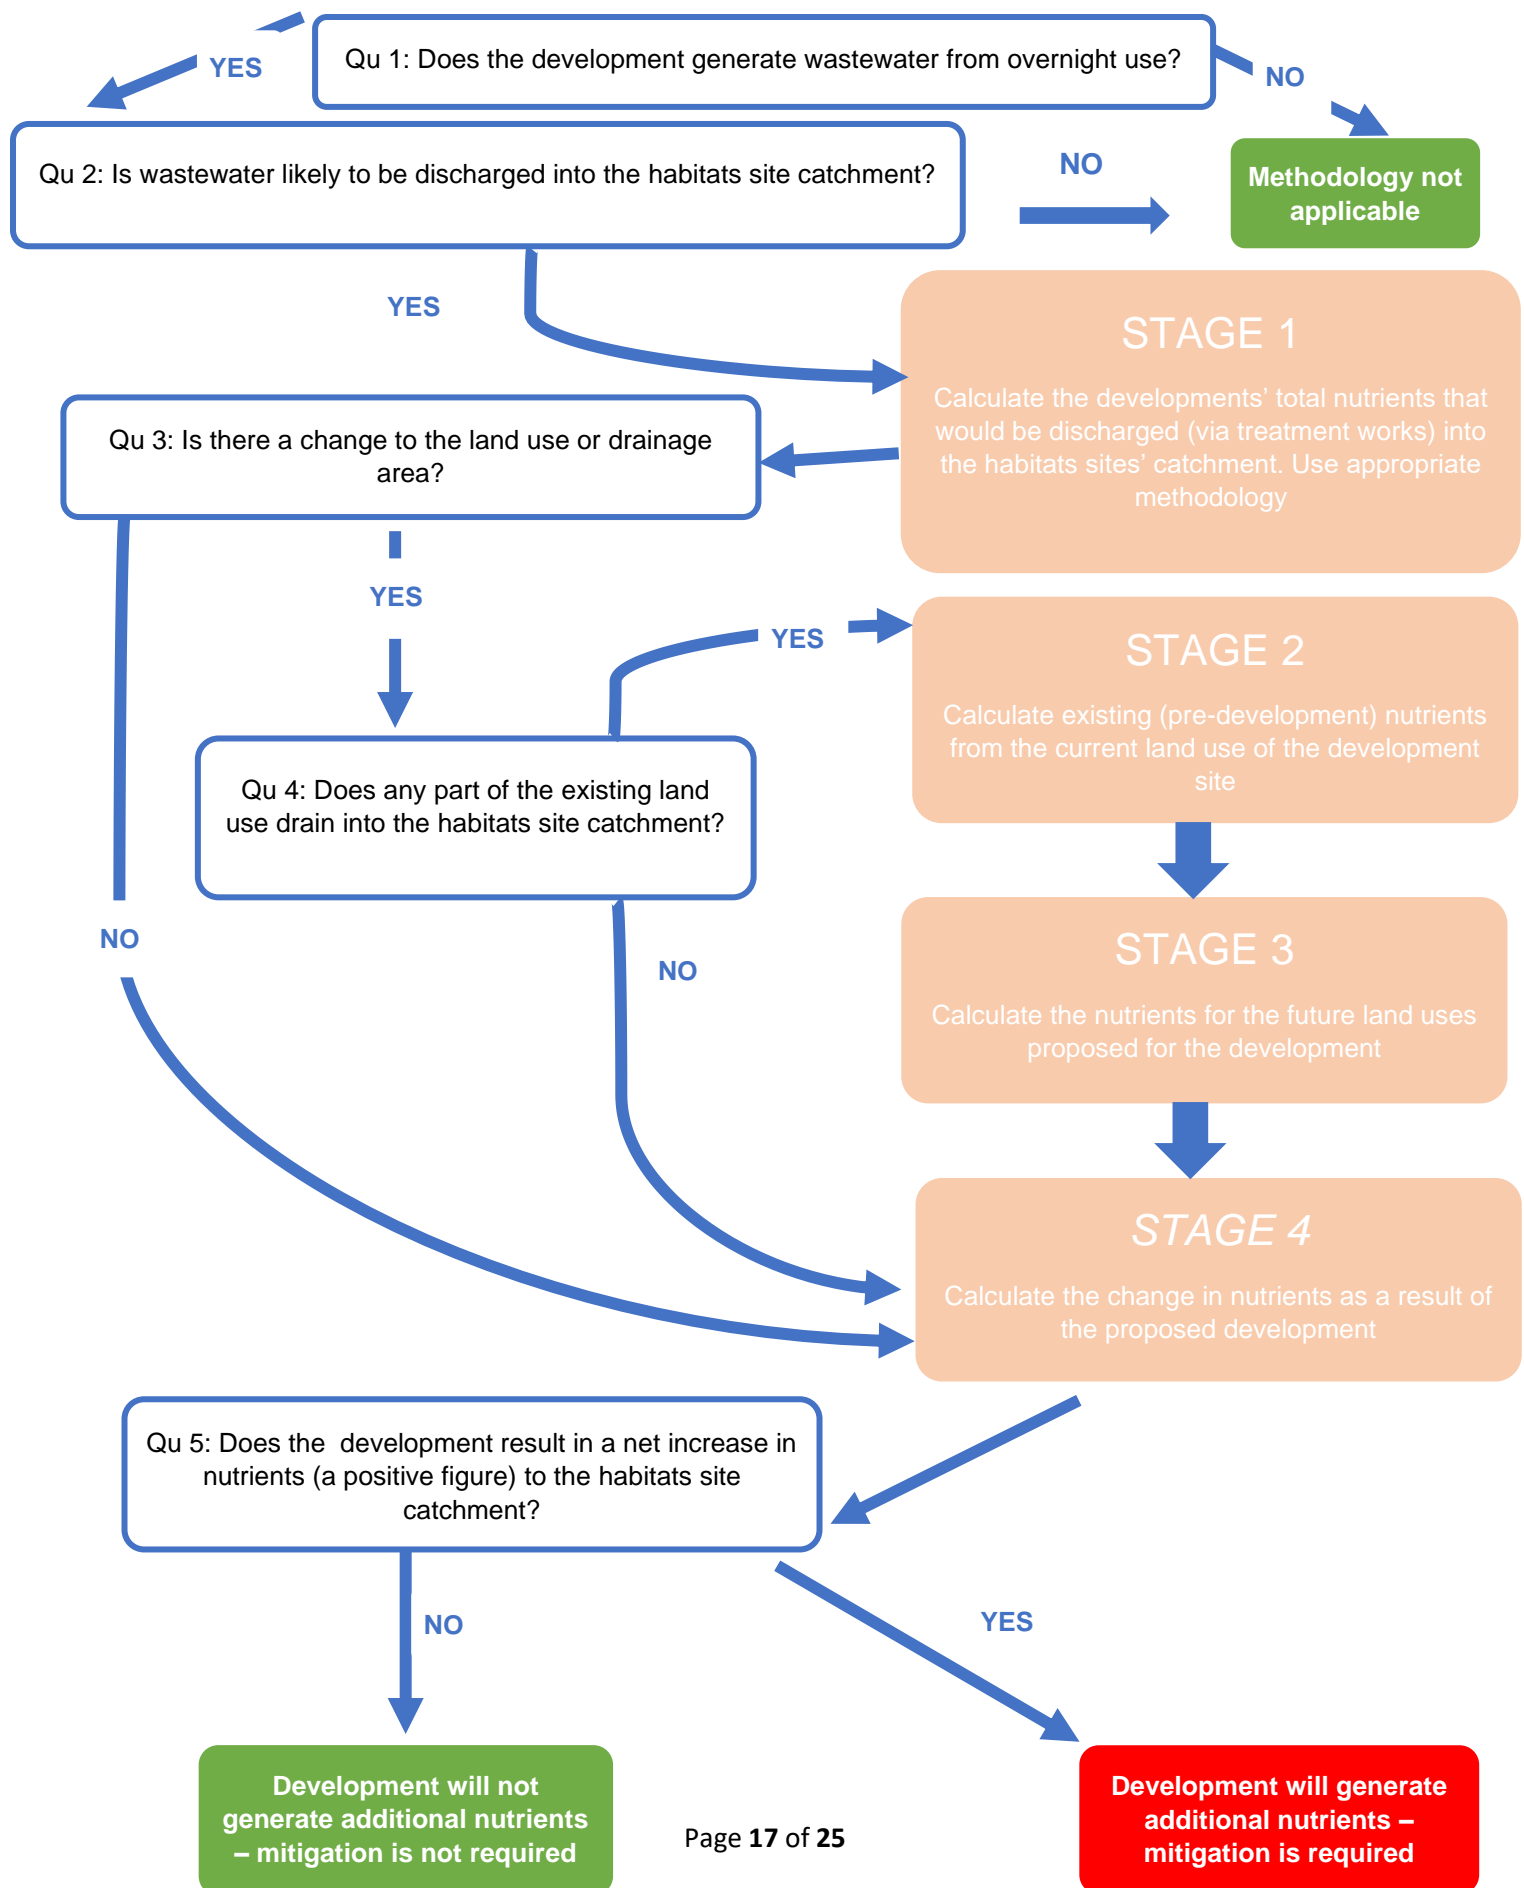 Qu 1: Does the development generate wastewater from overnight use?
YES
NO
Qu 2: Is wastewater likely to be discharged into the habitats site catchment?
NO
Methodology not
applicable
YES
STAGE 1
Calculate the developments’ total nutrients that
would be discharged (via treatment works) into
the habitats sites’ catchment. Use appropriate
methodology
Qu 3: Is there a change to the land use or drainage
area?
YES
YES
STAGE 2
Calculate existing (pre-development) nutrients
from the current land use of the development
site
Qu 4: Does any part of the existing land
use drain into the habitats site catchment?
NO
NO
STAGE 3
Calculate the nutrients for the future land uses
proposed for the development
STAGE 4
Calculate the change in nutrients as a result of
the proposed development
Qu 5: Does the  development result in a net increase in
nutrients (a positive figure) to the habitats site
catchment?
NO
YES
Development will not
generate additional nutrients
– mitigation is not required
Page 17 of 25
Development will generate
additional nutrients –
mitigation is required